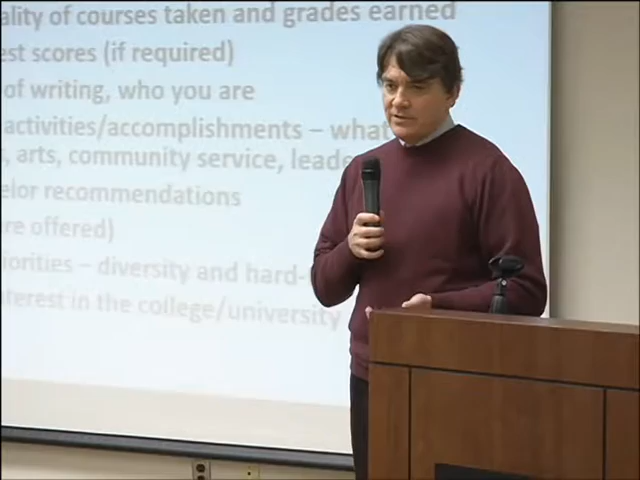 ality of courses taken and grades earned
est scores (if required)
of writing, who you are
activities/accomplishments – what
, arts, community service, leade
elor recommendations
re offered)
iorities – diversity and hard-
nterest in the college/university